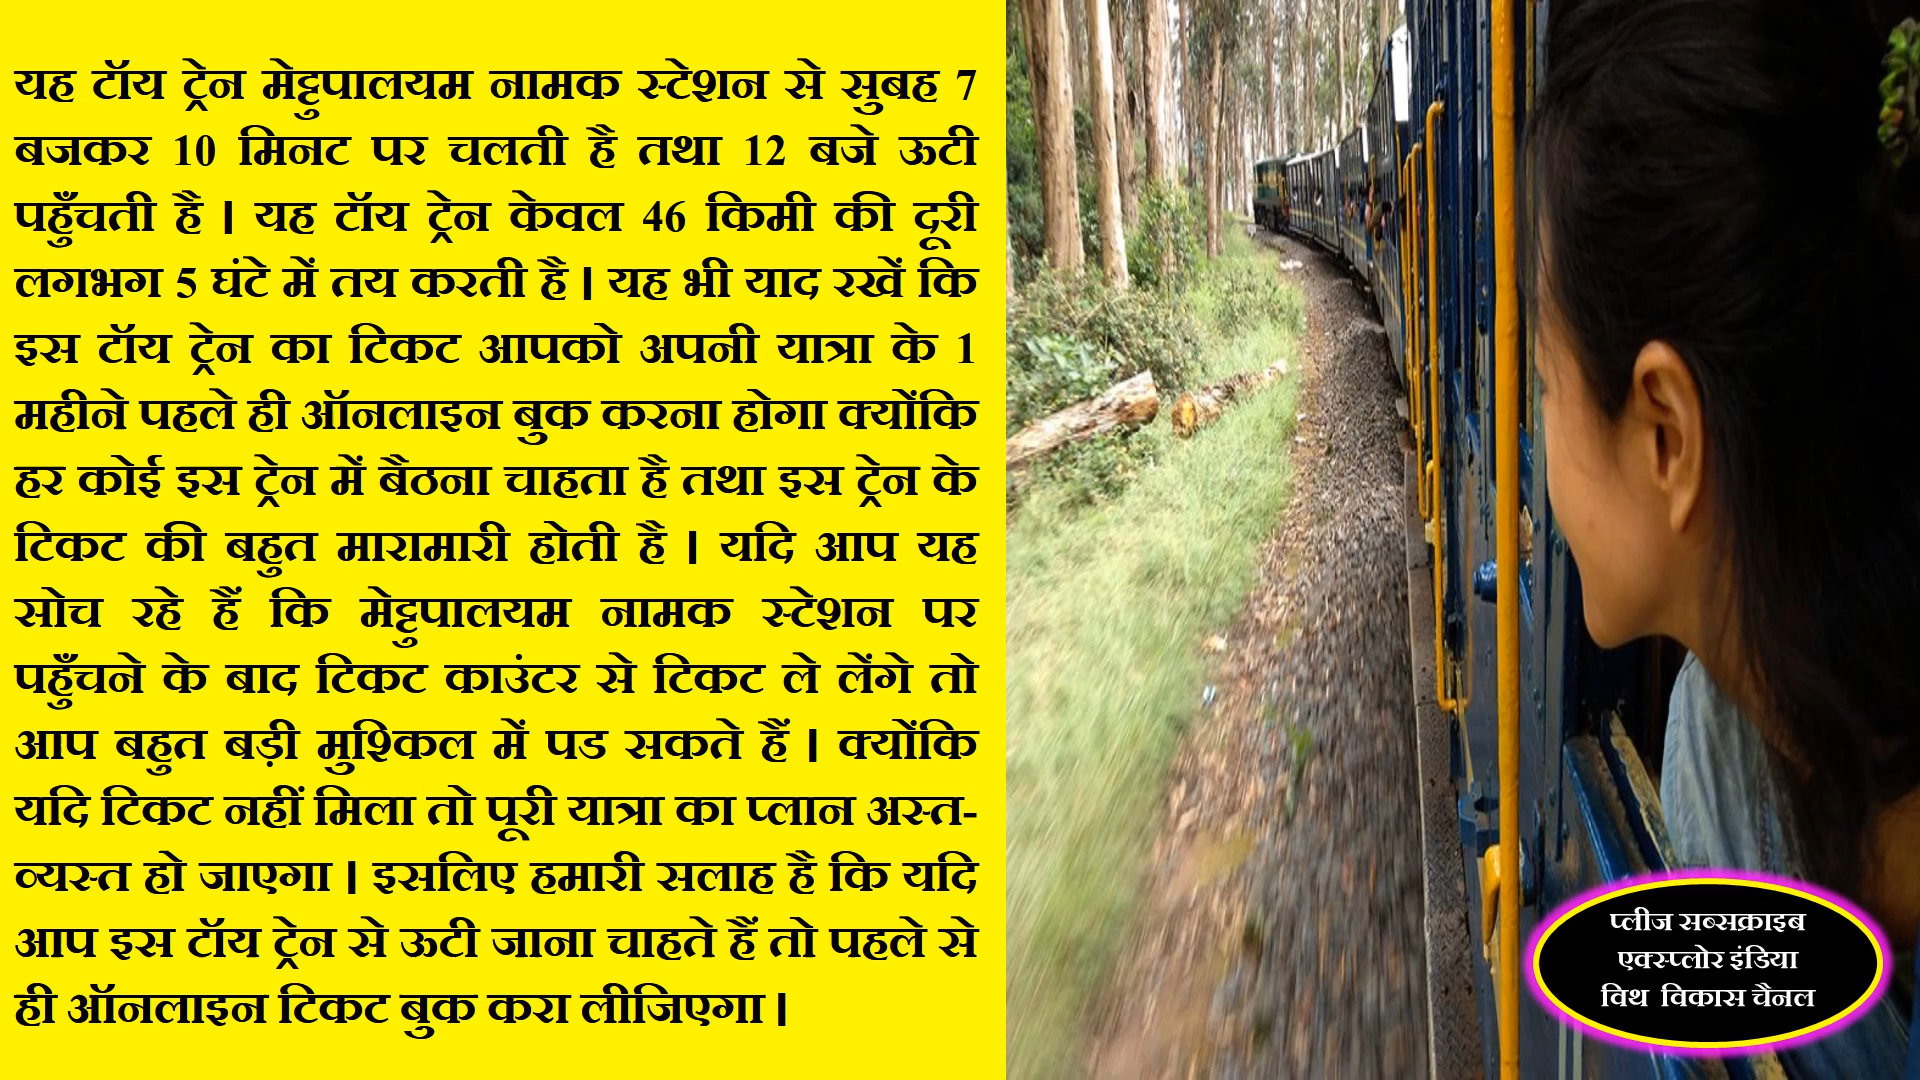 यह टॉय ट्रेन मेट्टुपालयम नामक स्टेशन से सुबह 7
बजकर 10 मिनट पर चलती है तथा 12 बजे ऊटी
पहुँचती है । यह टॉय ट्रेन केवल 46 किमी की दूरी
लगभग 5 घंटे में तय करती है । यह भी याद रखें कि
इस टॉय ट्रेन का टिकट आपको अपनी यात्रा के 1
महीने पहले ही ऑनलाइन बुक करना होगा क्योंकि
हर कोई इस ट्रेन में बैठना चाहता है तथा इस ट्रेन के
टिकट की बहुत मारामारी होती है । यदि आप यह
सोच रहे हैं कि मेट्टुपालयम नामक स्टेशन पर
पहुँचने के बाद टिकट काउंटर से टिकट ले लेंगे तो
आप बहुत बड़ी मुश्किल में पड सकते हैं । क्योंकि
यदि टिकट नहीं मिला तो पूरी यात्रा का प्लान अस्त-
व्यस्त हो जाएगा । इसलिए हमारी सलाह है कि यदि
आप इस टॉय ट्रेन से ऊटी जाना चाहते हैं तो पहले से
ही ऑनलाइन टिकट बुक करा लीजिएगा ।
प्लीज सब्सक्राइब
एक्स्प्लोर इंडिया
विथ विकास चैनल